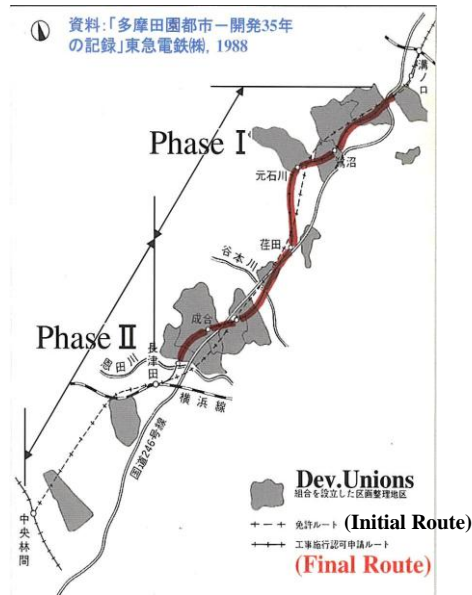 資料:「多摩田園都市ー開発35年
の記録」東急電鉄㈱, 1988
溝ノ口
Phase I
鷺沼
元石川
荏田
谷本川
成合
Phase II
恩田川
長津田
横浜線
国道246号線
中央林間
Dev.Unions
組合を設立した区画整理地区
免許ルート (Initial Route)
工事施行認可申請ルート
(Final Route)